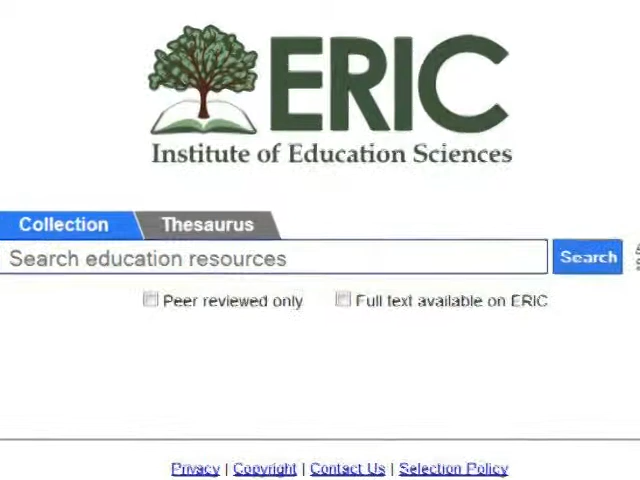 ERIC
Institute of Education Sciences
Collection Thesaurus
Search education resources Search
Peer reviewed only Full text available on ERIC
Privacy | Copyright | Contact Us | Selection Policy